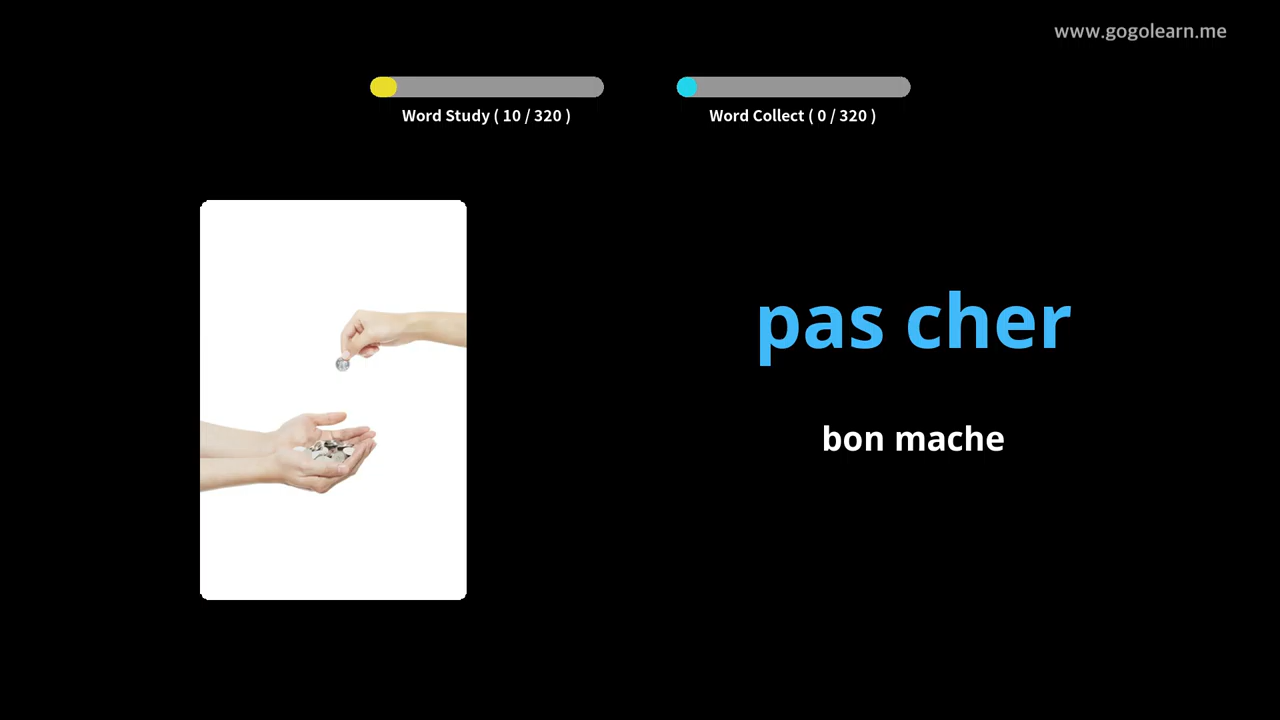 www.gogolearn.me
Word Study ( 10 / 320 )
Word Collect ( 0 / 320 )
pas cher
bon mache